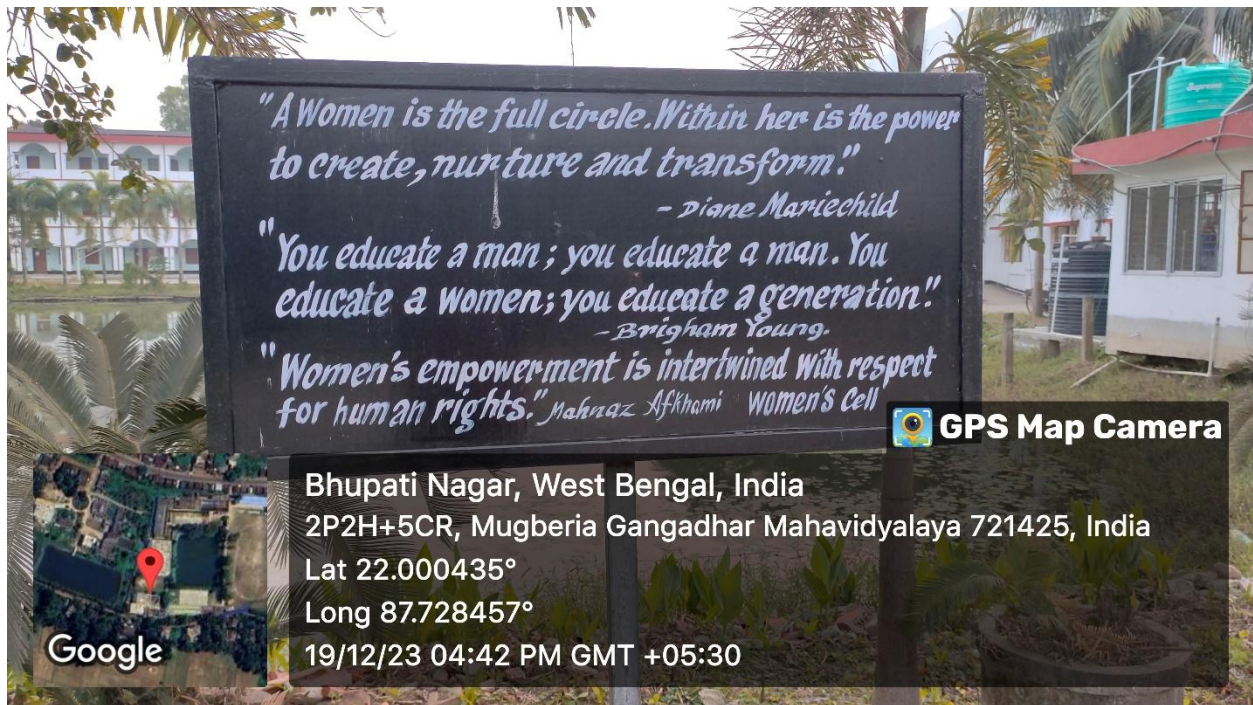 "A Women is the full circle. Within her is the power
to create, nurture and transform."
- Diane Mariechild
"You educate a man; you educate a man. You
educate a women; you educate a generation."
- Brigham Young.
"Women's empowerment is intertwined with respect
for human rights." Mahnaz Afkhami Women's Cell
Supreme
GPS Map Camera
Bhupati Nagar, West Bengal, India
2P2H+5CR, Mugberia Gangadhar Mahavidyalaya 721425, India
Lat 22.000435°
Long 87.728457°
19/12/23 04:42 PM GMT +05:30
Google